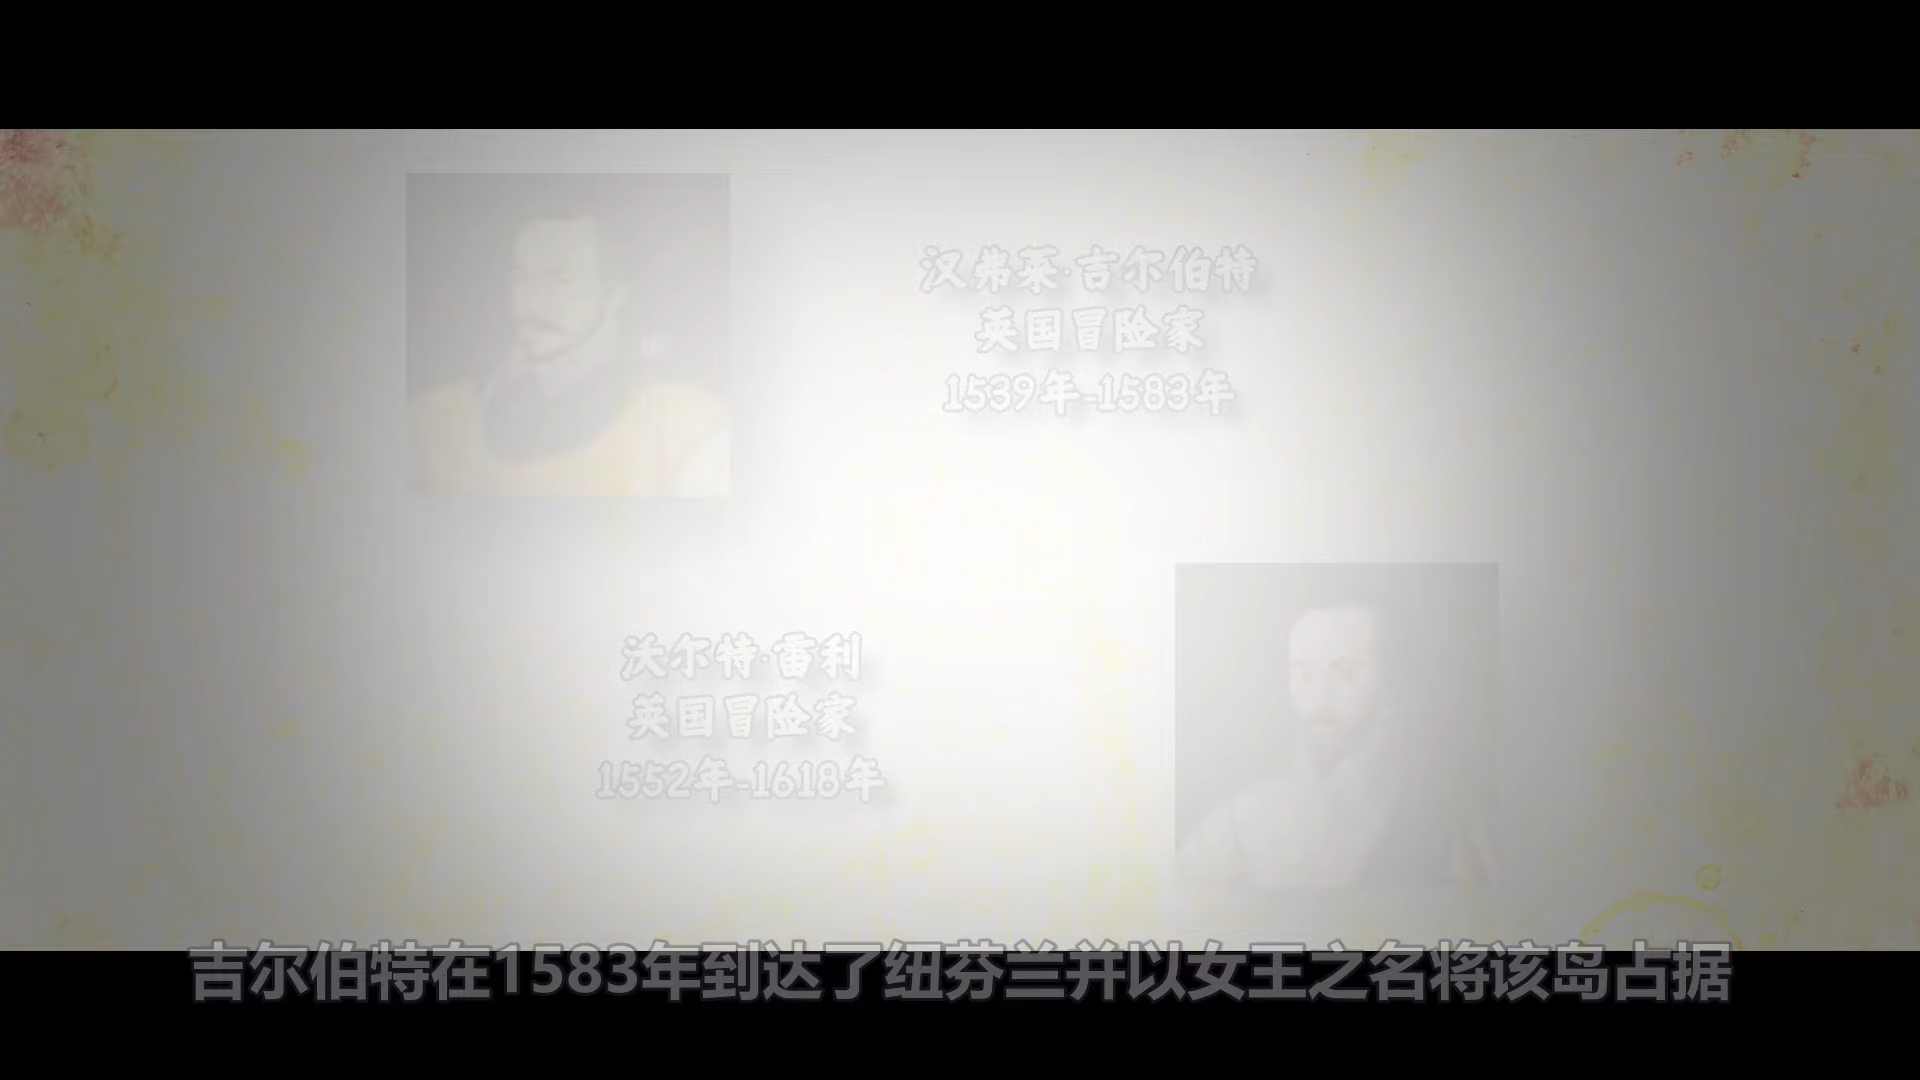 汉弗莱·吉尔伯特
英国冒险家
1539年-1583年
沃尔特·雷利
英国冒险家
1552年-1618年
吉尔伯特在1583年到达了纽芬兰并以女王之名将该岛占据